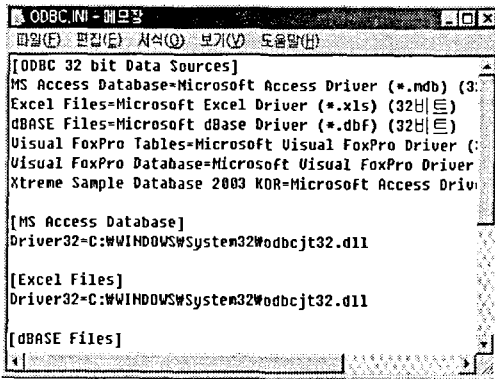 ODBC.INI - 메모장
파일(F) 편집(E) 서식(O) 보기(V) 도움말(H)
[ODBC 32 bit Data Sources]
MS Access Database=Microsoft Access Driver (*.mdb) (3
Excel Files=Microsoft Excel Driver (*.xls) (32비트)
dBASE Files=Microsoft dBase Driver (*.dbf) (32비트)
Visual FoxPro Tables=Microsoft Visual FoxPro Driver (
Visual FoxPro Database=Microsoft Visual FoxPro Driver
Xtreme Sample Database 2003 KOR=Microsoft Access Driv
[MS Access Database]
Driver32=C:₩WINDOWS₩System32₩odbcjt32.dll
[Excel Files]
Driver32=C:₩WINDOWS₩System32₩odbcjt32.dll
[dBASE Files]